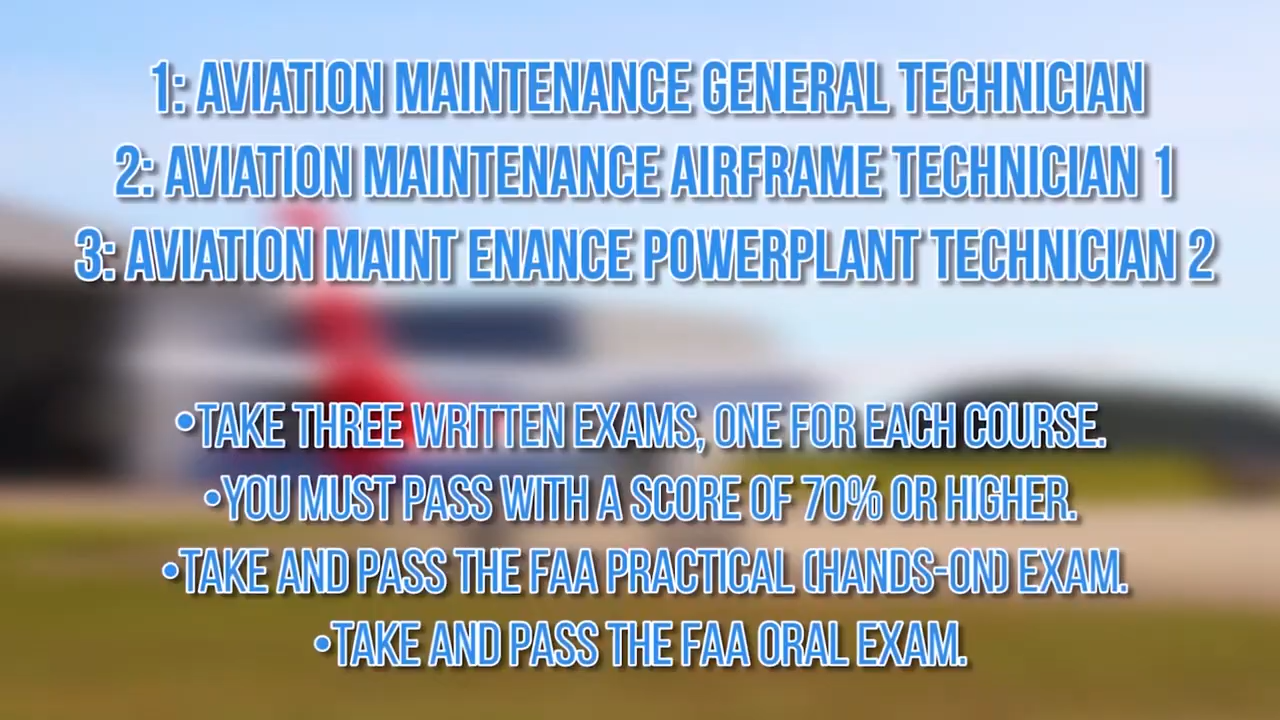 1: AVIATION MAINTENANCE GENERAL TECHNICIAN
2: AVIATION MAINTENANCE AIRFRAME TECHNICIAN 1
3: AVIATION MAINT ENANCE POWERPLANT TECHNICIAN 2
•TAKE THREE WRITTEN EXAMS, ONE FOR EACH COURSE.
•YOU MUST PASS WITH A SCORE OF 70% OR HIGHER.
•TAKE AND PASS THE FAA PRACTICAL (HANDS-ON) EXAM.
•TAKE AND PASS THE FAA ORAL EXAM.